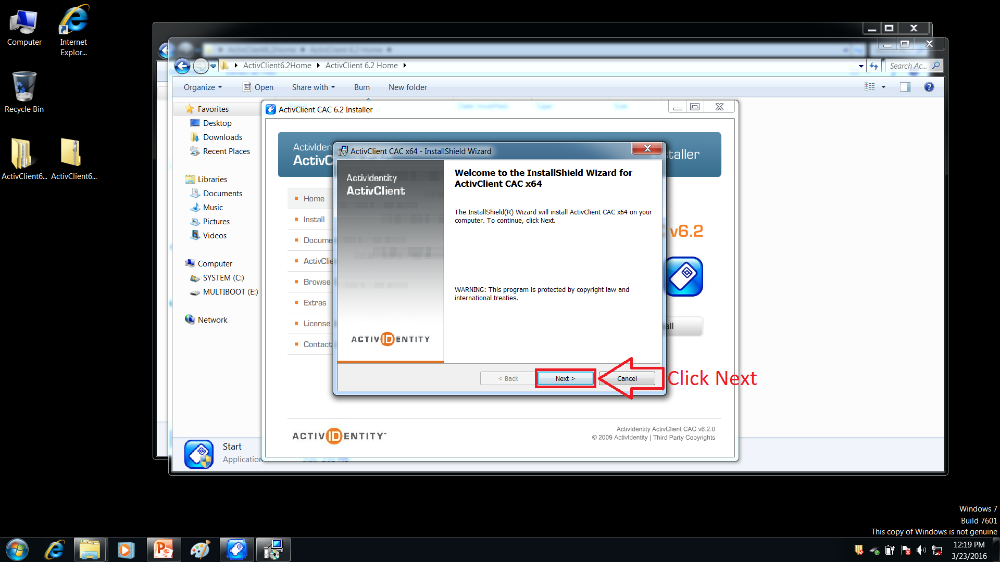 Computer
Internet
Explor...
Recycle Bin
ActivClient6...
ActivClient6...
ActivClient6.2Home
ActivClient 6.2 Home
Search Ac...
Organize
Open
Share with
Burn
New folder
Favorites
Desktop
Downloads
Recent Places
Libraries
Documents
Music
Pictures
Videos
Computer
SYSTEM (C:)
MULTIBOOT (E:)
Network
Start
Application
ActivClient CAC 6.2 Installer
Home
Install
ActivClie
Browse
Extras
License
Contact
v6.2
ActivClient CAC x64 - InstallShield Wizard
ActivIdentity
ActivClient
ACTIVIDENTITY
Welcome to the InstallShield Wizard for
ActivClient CAC x64
The InstallShield(R) Wizard will install ActivClient CAC x64 on your
computer. To continue, click Next.
WARNING: This program is protected by copyright law and
international treaties.
< Back
Next >
Cancel
Click Next
ACTIVIDENTITY™
ActivIdentity ActivClient CAC v6.2.0
© 2009 ActivIdentity | Third Party Copyrights
Windows 7
Build 7601
This copy of Windows is not genuine
12:19 PM
3/23/2016